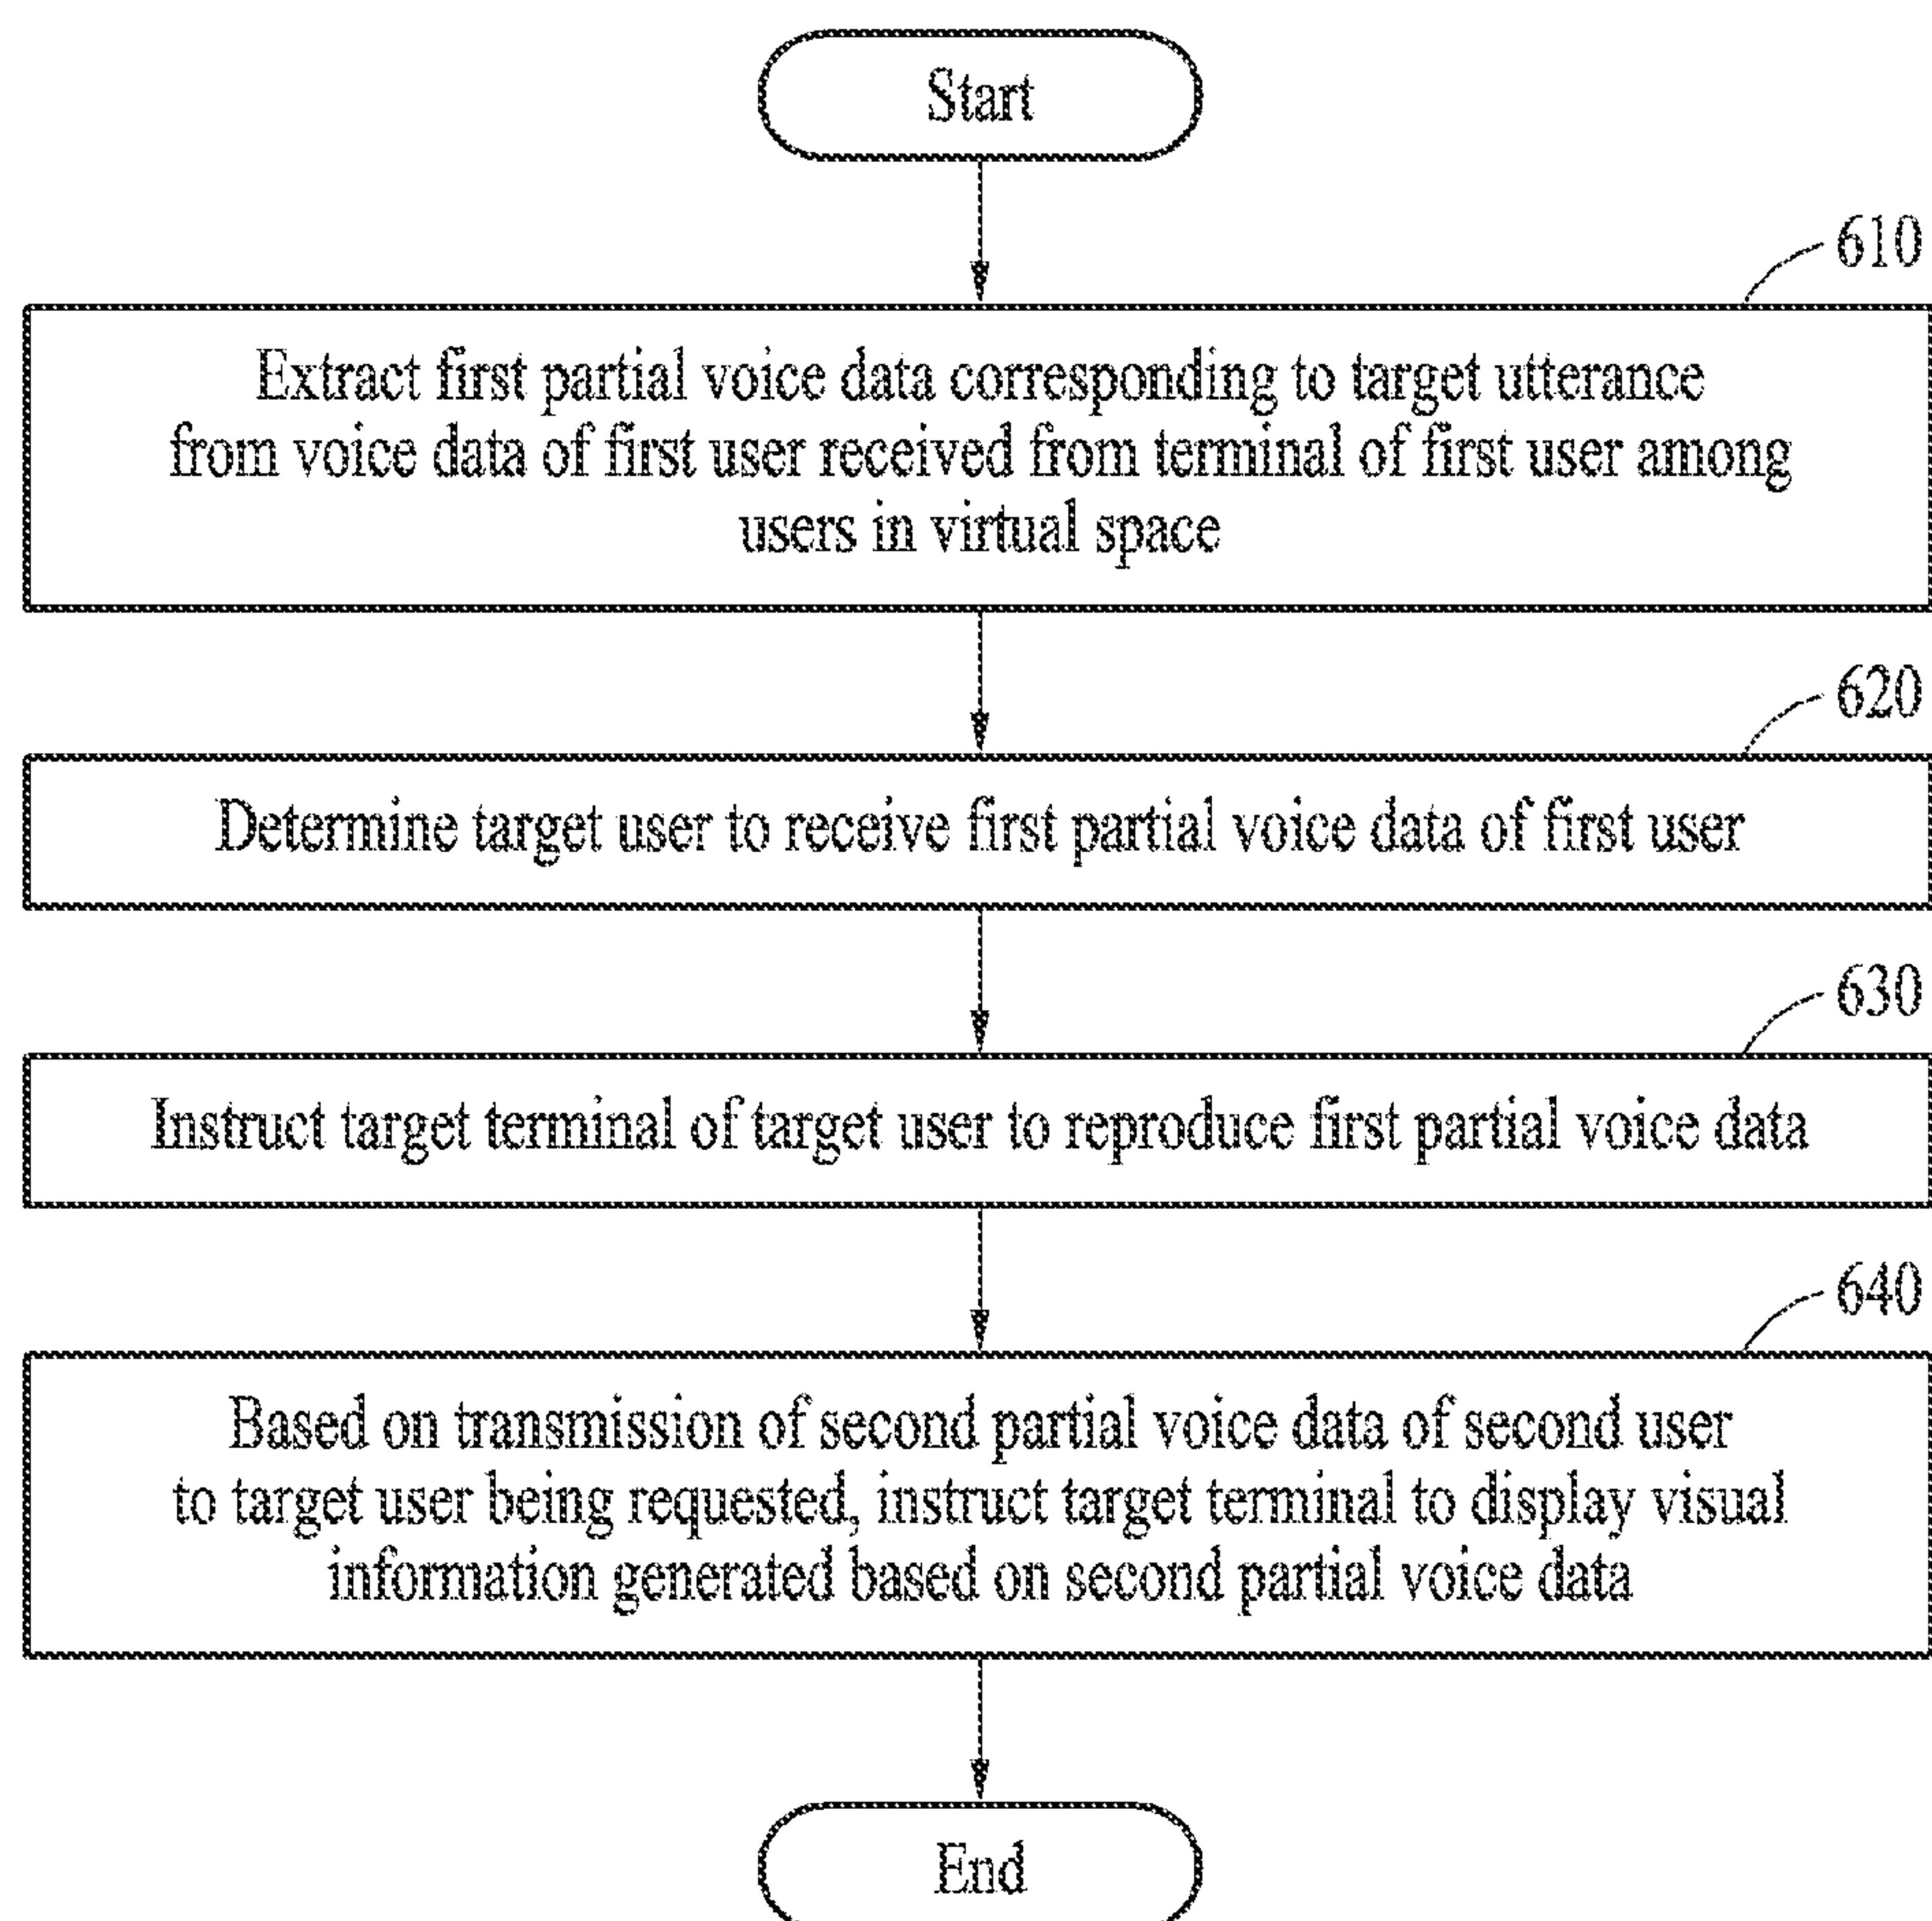 Start
610
Extract first partial voice data corresponding to target utterance
from voice data of first user received from terminal of first user among
users in virtual space
620
Determine target user to receive first partial voice data of first user
630
Instruct target terminal of target user to reproduce first partial voice data
640
Based on transmission of second partial voice data of second user
to target user being requested, instruct target terminal to display visual
information generated based on second partial voice data
End